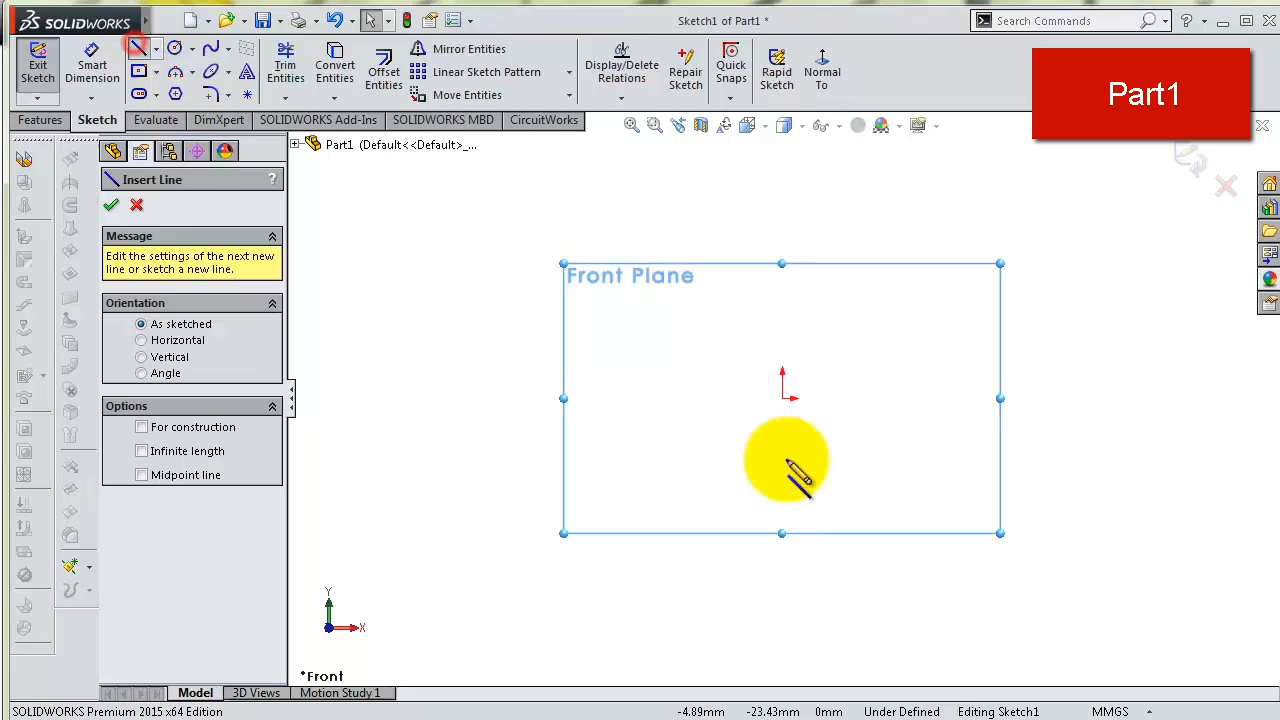 SOLIDWORKS
Sketch1 of Part1 *
Search Commands
Exit Sketch
Smart Dimension
Trim Entities
Convert Entities
Offset Entities
Mirror Entities
Linear Sketch Pattern
Move Entities
Display/Delete Relations
Repair Sketch
Quick Snaps
Rapid Sketch
Normal To
Part1
Features
Sketch
Evaluate
DimXpert
SOLIDWORKS Add-Ins
SOLIDWORKS MBD
CircuitWorks
Part1 (Default<<Default>_...
Insert Line
?
Message
Edit the settings of the next new
line or sketch a new line.
Orientation
As sketched
Horizontal
Vertical
Angle
Options
For construction
Infinite length
Midpoint line
Front Plane
Y
X
*Front
Model
3D Views
Motion Study 1
SOLIDWORKS Premium 2015 x64 Edition
-4.89mm
-23.43mm
0mm
Under Defined
Editing Sketch1
MMGS